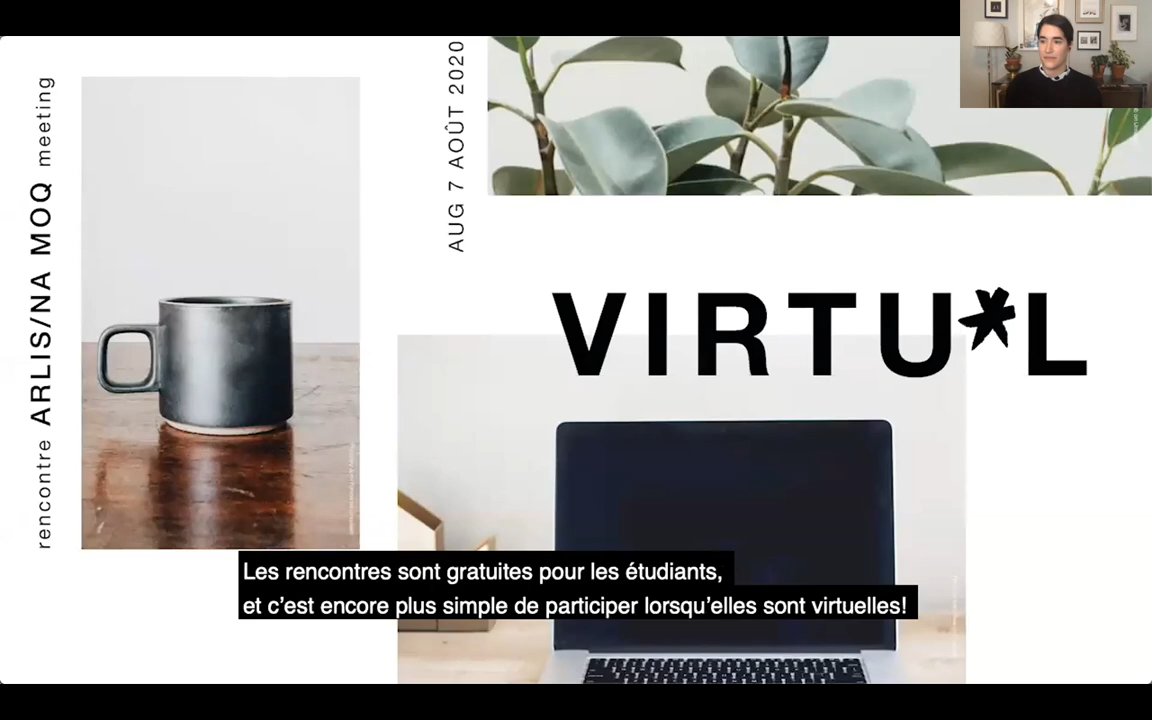 rencontre ARLIS/NA MOQ meeting
AUG 7 AOÛT 2020
VIRTU*L
Les rencontres sont gratuites pour les étudiants,
et c’est encore plus simple de participer lorsqu’elles sont virtuelles!